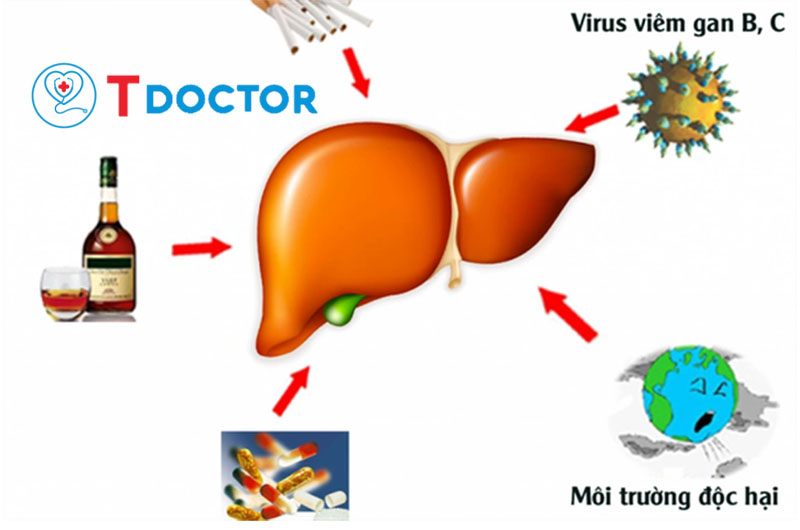 Virus viêm gan B, C
TDOCTOR
Môi trường độc hại